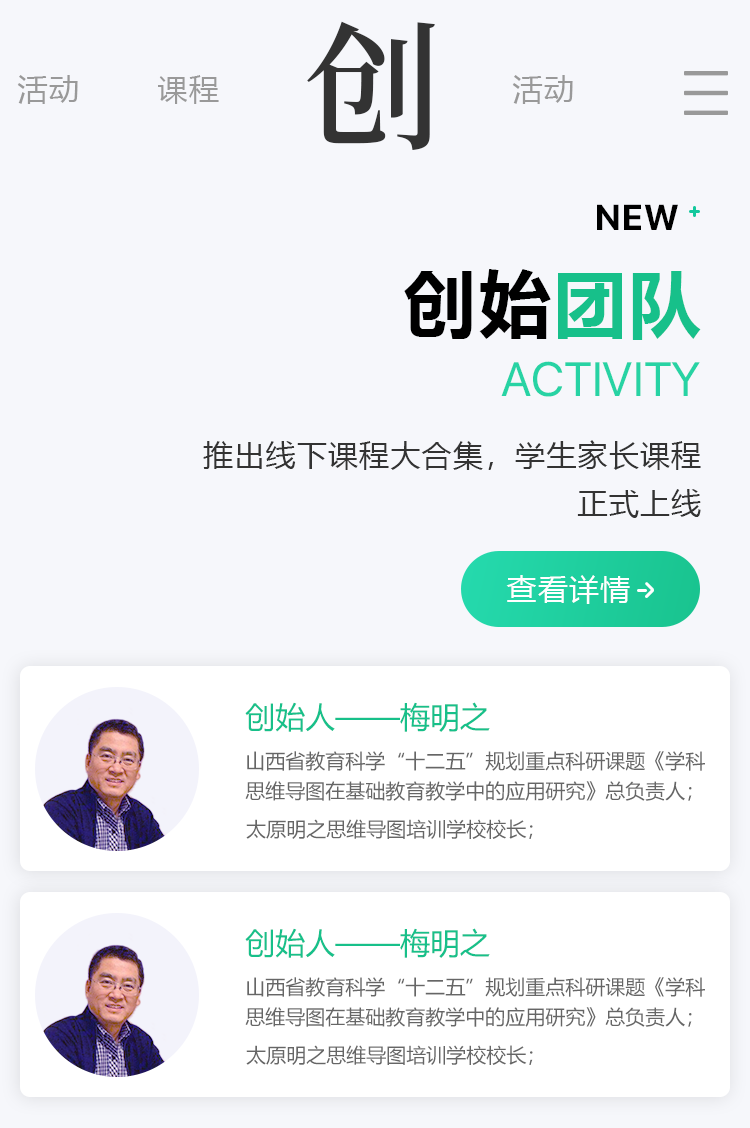 活动 课程 创 活动
NEW +
创始团队
ACTIVITY
推出线下课程大合集，学生家长课程
正式上线
查看详情→
创始人——梅明之
山西省教育科学“十二五”规划重点科研课题《学科
思维导图在基础教育教学中的应用研究》总负责人；
太原明之思维导图培训学校校长；
创始人——梅明之
山西省教育科学“十二五”规划重点科研课题《学科
思维导图在基础教育教学中的应用研究》总负责人；
太原明之思维导图培训学校校长；